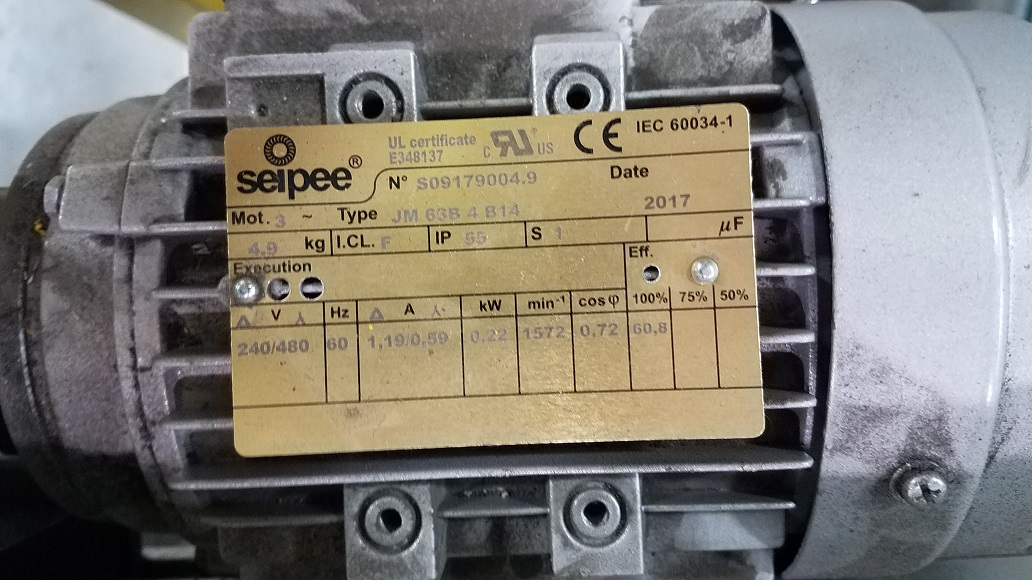 UL certificate
E348137
C RU US
CE IEC 60034-1
seipee®
N° S09179004.9 Date
Mot. 3 ~ Type JM 63B 4 B14 2017
4.9 kg I.CL. F IP 55 S 1 µF
Execution Eff.
Δ V Y Hz Δ A Y kW min⁻¹ cos φ 100% 75% 50%
240/480 60 1,19/0,59 0.22 1572 0,72 60,8